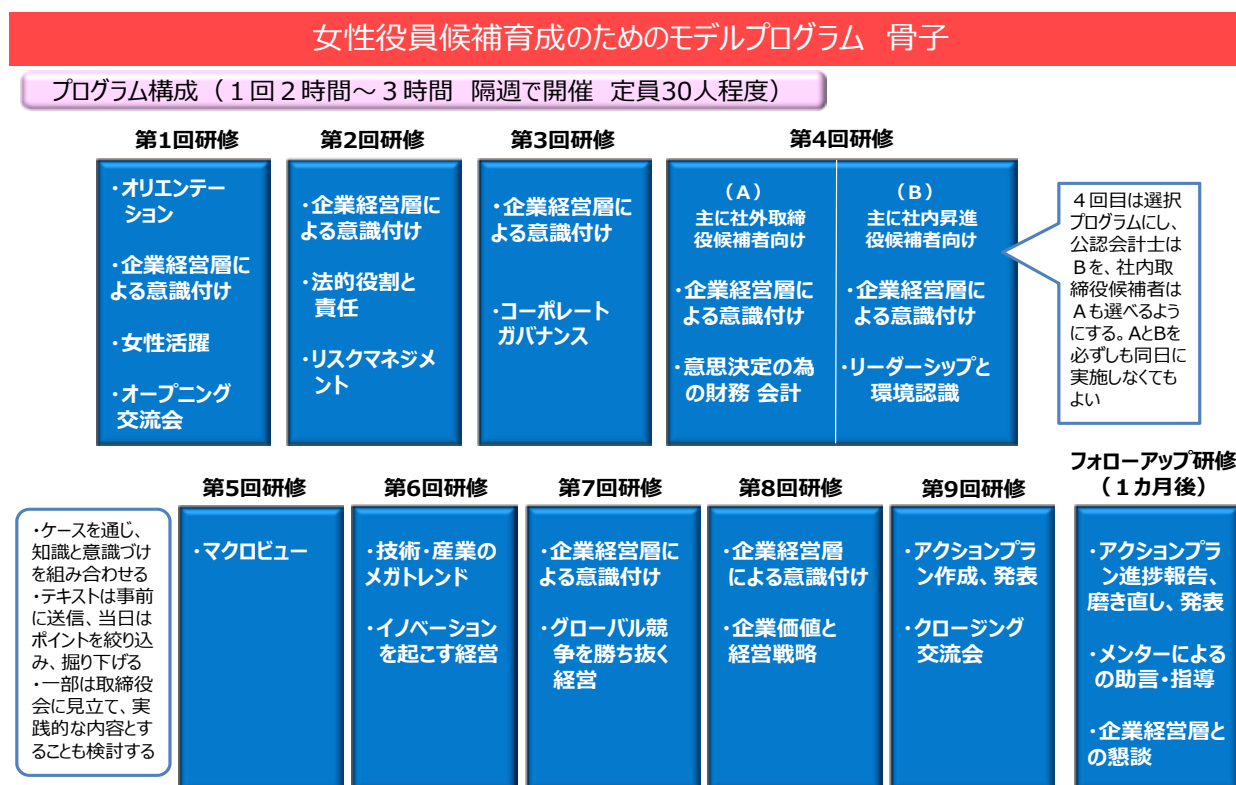 女性役員候補育成のためのモデルプログラム 骨子
プログラム構成（１回２時間～３時間 隔週で開催 定員30人程度）
第1回研修
・オリエンテー
ション
・企業経営層に
よる意識付け
・女性活躍
・オープニング
交流会
第2回研修
・企業経営層に
よる意識付け
・法的役割と
責任
・リスクマネジメ
ント
第3回研修
・企業経営層に
よる意識付け
・コーポレート
ガバナンス
第4回研修
（Ａ）
主に社外取締
役候補者向け
・企業経営層に
よる意識付け
・意思決定の為
の財務 会計
（Ｂ）
主に社内昇進
役候補者向け
・企業経営層に
よる意識付け
・リーダーシップと
環境認識
４回目は選択
プログラムにし、
公認会計士は
Ｂを、社内取
締役候補者は
Ａも選べるよう
にする。AとBを
必ずしも同日に
実施しなくても
よい
・ケースを通じ、
知識と意識づけ
を組み合わせる
・テキストは事前
に送信、当日は
ポイントを絞り込
み、掘り下げる
・一部は取締役
会に見立て、実
践的な内容とす
ることも検討する
第5回研修
・マクロビュー
第6回研修
・技術・産業の
メガトレンド
・イノベーション
を起こす経営
第7回研修
・企業経営層に
よる意識付け
・グローバル競
争を勝ち抜く
経営
第8回研修
・企業経営層
による意識付け
・企業価値と
経営戦略
第9回研修
・アクションプラ
ン作成、発表
・クロージング
交流会
フォローアップ研修
（１カ月後）
・アクションプラ
ン進捗報告、
磨き直し、発表
・メンターによる
の助言・指導
・企業経営層と
の懇談